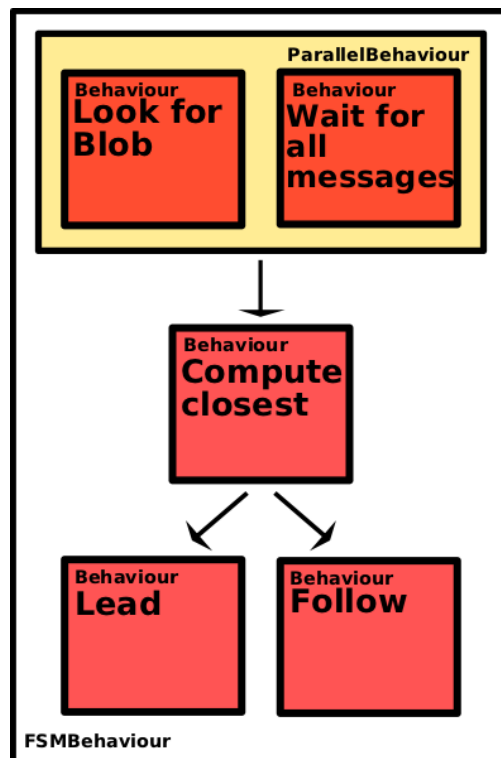 ParallelBehaviour
Behaviour
Look for
Blob
Behaviour
Wait for
all
messages
Behaviour
Compute
closest
Behaviour
Lead
Behaviour
Follow
FSMBehaviour